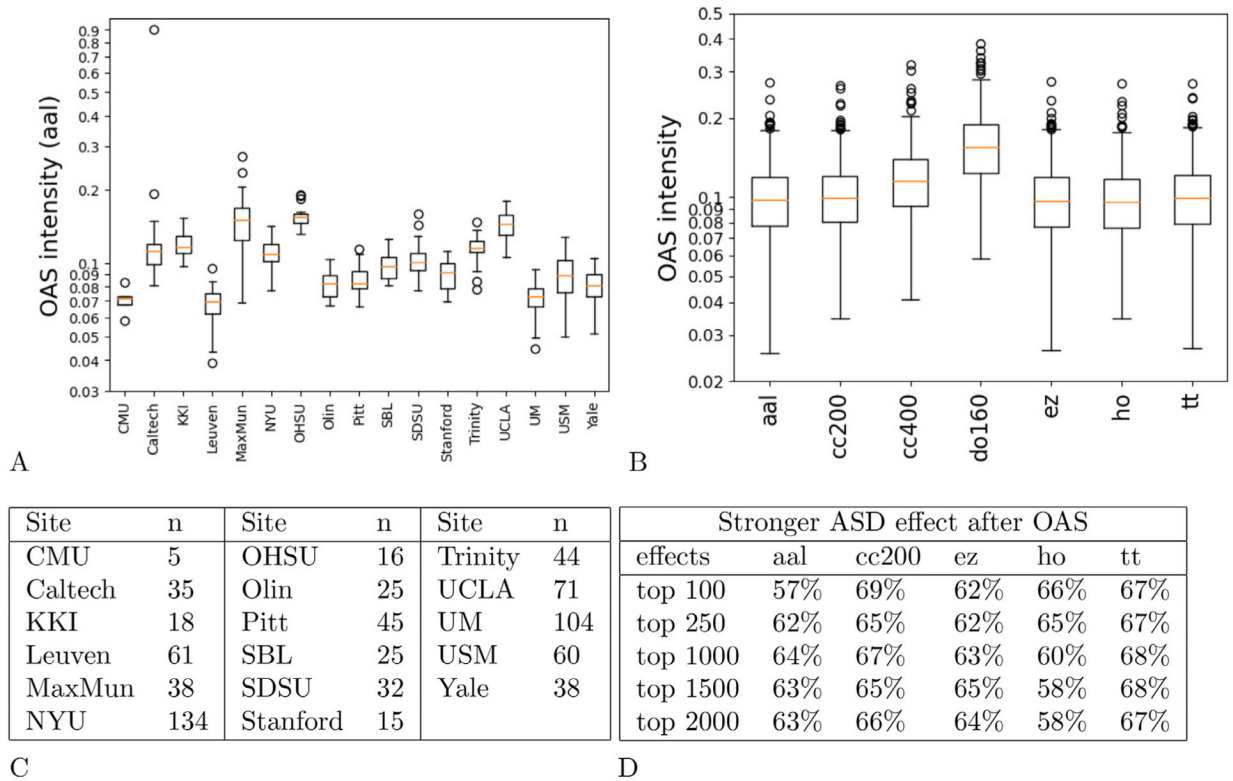 OAS intensity (aal)
0.9
0.8
0.7
0.6
0.5
0.4
0.3
0.2
0.1
0.09
0.08
0.07
0.06
0.05
0.04
0.03
CMU
Caltech
KKI
Leuven
MaxMun
NYU
OHSU
Olin
Pitt
SBL
SDSU
Stanford
Trinity
UCLA
UM
USM
Yale
A
OAS intensity
0.5
0.4
0.3
0.2
0.1
0.09
0.08
0.07
0.06
0.05
0.04
0.03
0.02
aal
cc200
cc400
do160
ez
ho
tt
B
Site n Site n Site n
CMU 5 OHSU 16 Trinity 44
Caltech 35 Olin 25 UCLA 71
KKI 18 Pitt 45 UM 104
Leuven 61 SBL 25 USM 60
MaxMun 38 SDSU 32 Yale 38
NYU 134 Stanford 15
C
Stronger ASD effect after OAS
effects aal cc200 ez ho tt
top 100 57% 69% 62% 66% 67%
top 250 62% 65% 62% 65% 67%
top 1000 64% 67% 63% 60% 68%
top 1500 63% 65% 65% 58% 68%
top 2000 63% 66% 64% 58% 67%
D